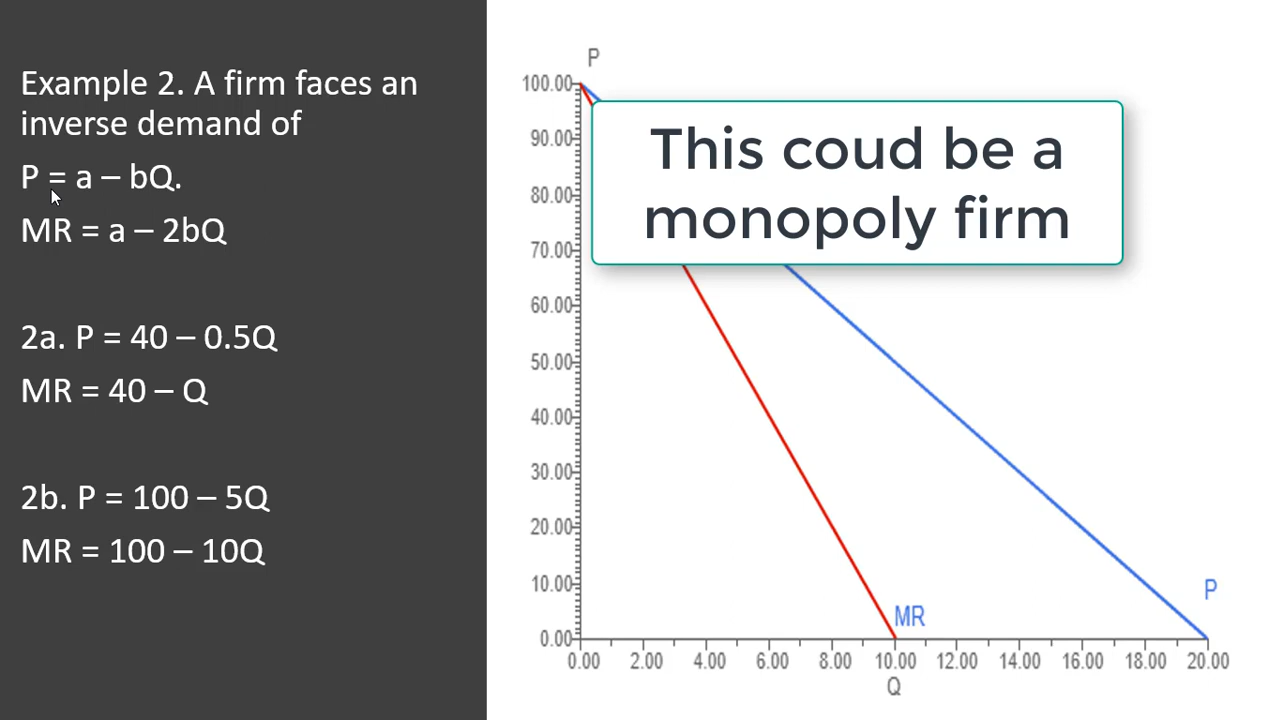 Example 2. A firm faces an
inverse demand of
P = a – bQ.
MR = a – 2bQ
2a. P = 40 – 0.5Q
MR = 40 – Q
2b. P = 100 – 5Q
MR = 100 – 10Q
P
This coud be a
monopoly firm
100.00
90.00
80.00
70.00
60.00
50.00
40.00
30.00
20.00
10.00
0.00
MR
P
0.00 2.00 4.00 6.00 8.00 10.00 12.00 14.00 16.00 18.00 20.00
Q